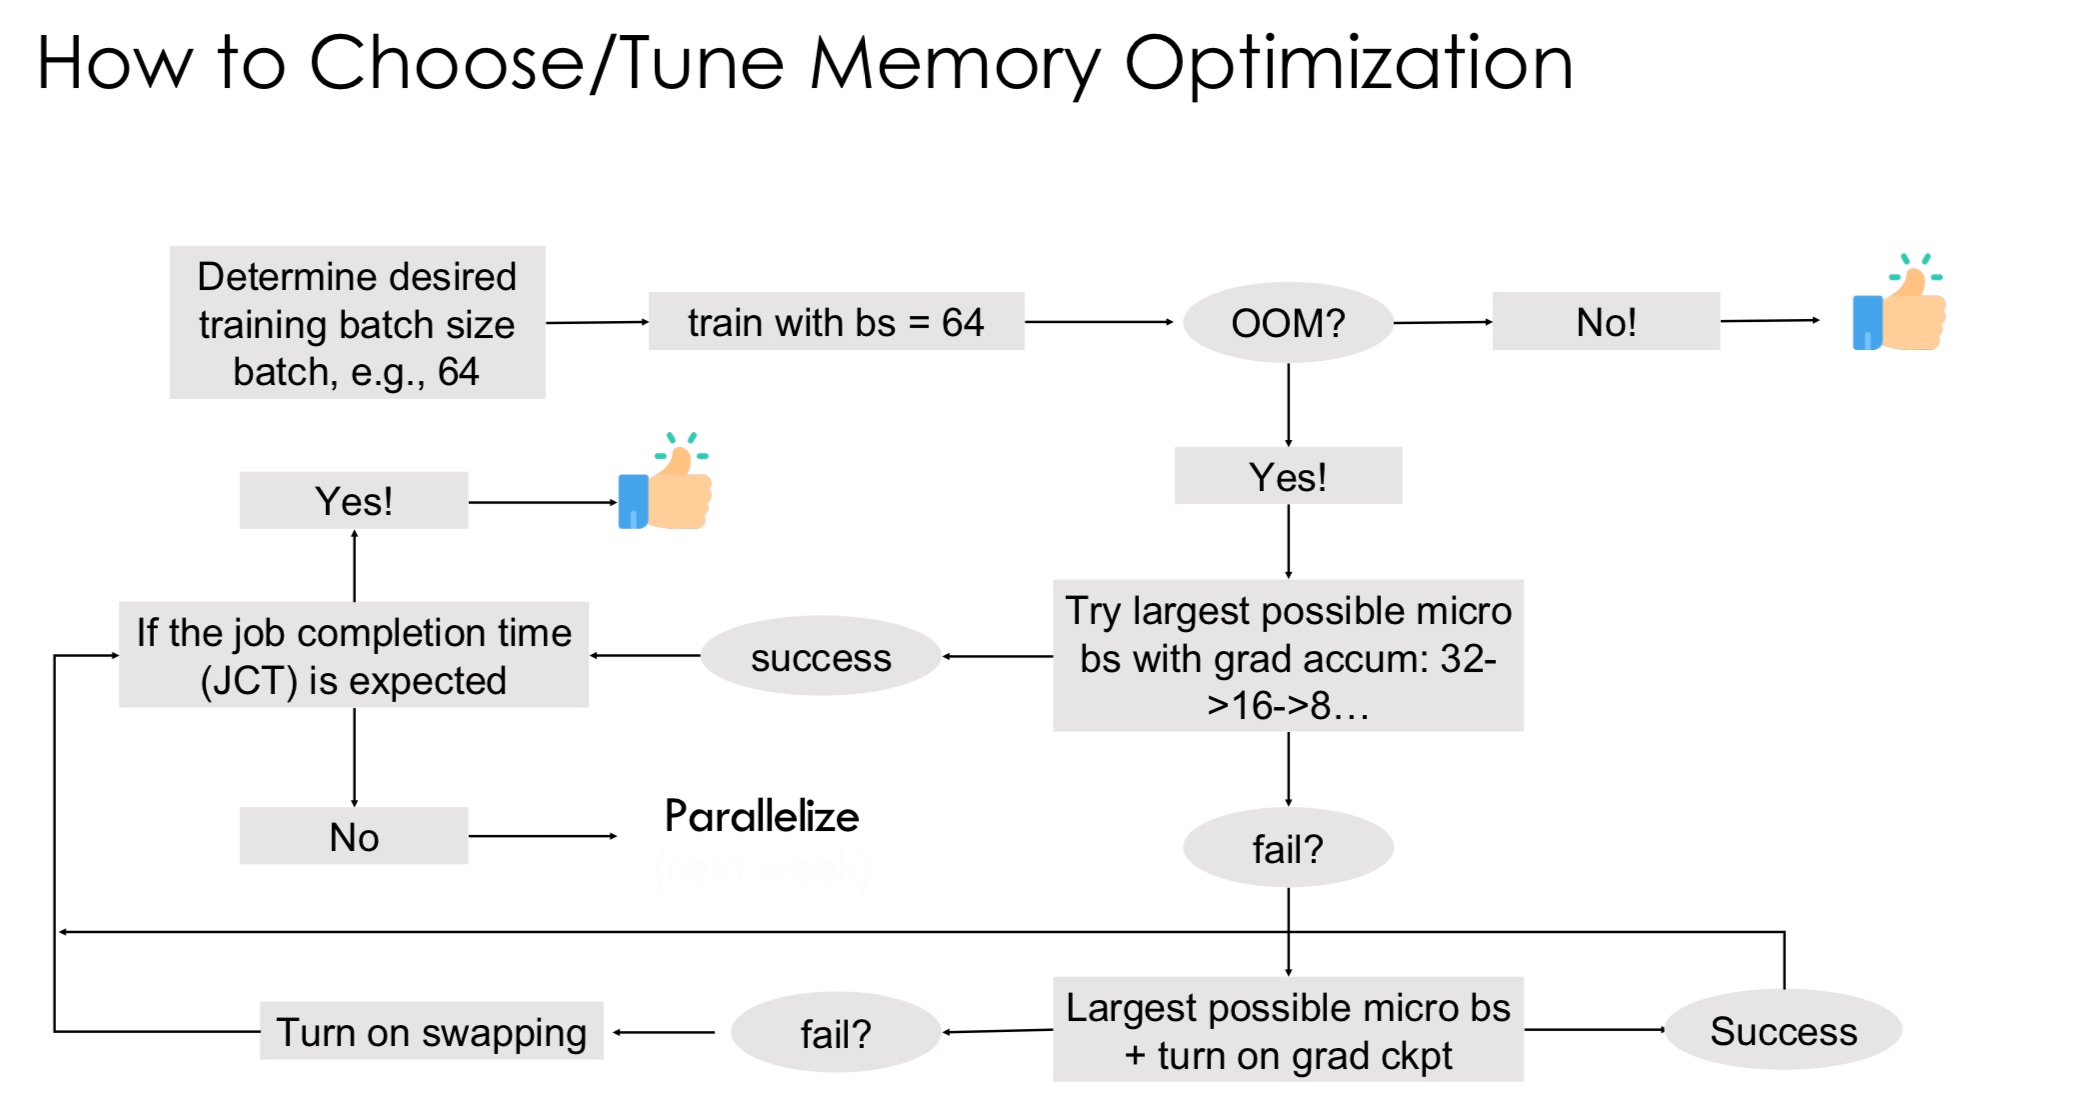 How to Choose/Tune Memory Optimization
Determine desired
training batch size
batch, e.g., 64
train with bs = 64
OOM?
No!
Yes!
Yes!
If the job completion time
(JCT) is expected
success
Try largest possible micro
bs with grad accum: 32-
>16->8…
No
Parallelize
(next week)
fail?
Turn on swapping
fail?
Largest possible micro bs
+ turn on grad ckpt
Success